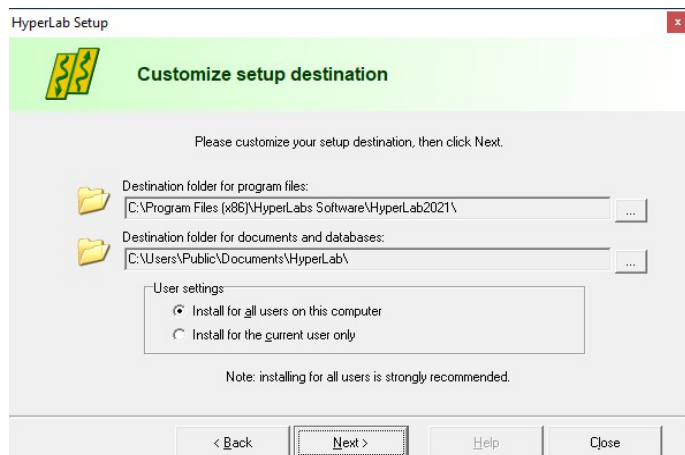 HyperLab Setup
x
Customize setup destination
Please customize your setup destination, then click Next.
Destination folder for program files:
C:\Program Files (x86)\HyperLabs Software\HyperLab2021\
...
Destination folder for documents and databases:
C:\Users\Public\Documents\HyperLab\
...
User settings
Install for all users on this computer
Install for the current user only
Note: installing for all users is strongly recommended.
< Back Next > Help Close